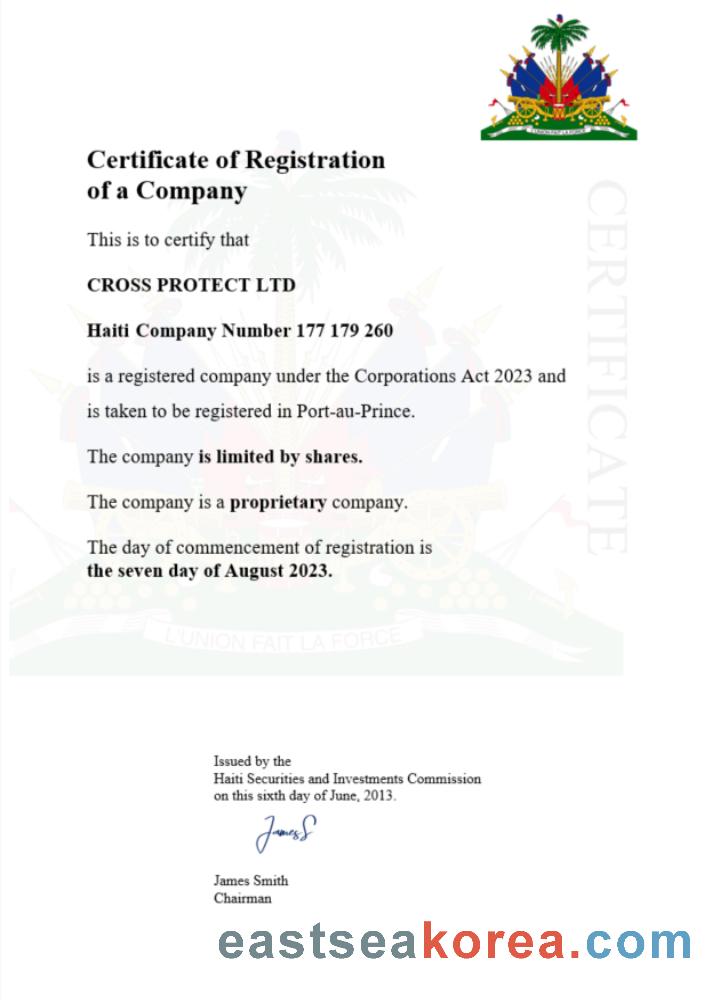 L'UNION FAIT LA FORCE
Certificate of Registration
of a Company
This is to certify that
CROSS PROTECT LTD
Haiti Company Number 177 179 260
is a registered company under the Corporations Act 2023 and
is taken to be registered in Port-au-Prince.
The company is limited by shares.
The company is a proprietary company.
The day of commencement of registration is
the seven day of August 2023.
CERTIFICATE
L'UNION FAIT LA FORCE
Issued by the
Haiti Securities and Investments Commission
on this sixth day of June, 2013.
JamesS
James Smith
Chairman
eastseakorea.com